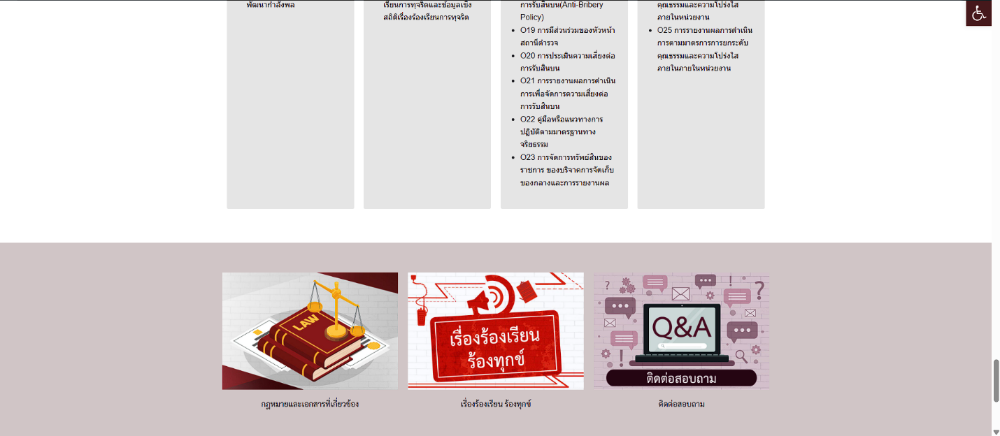 พัฒนากำลังพล
เรียนการทุจริตและข้อมูลเชิง
สถิติเรื่องร้องเรียนการทุจริต
การรับสินบน(Anti-Bribery
Policy)
O19 การมีส่วนร่วมของหัวหน้า
สถานีตำรวจ
O20 การประเมินความเสี่ยงต่อ
การรับสินบน
O21 การรายงานผลการดำเนิน
การเพื่อจัดการความเสี่ยงต่อ
การรับสินบน
O22 คู่มือหรือแนวทางการ
ปฏิบัติตามมาตรฐานทาง
จริยธรรม
O23 การจัดการทรัพย์สินของ
ราชการ ของบริจาคการจัดเก็บ
ของกลางและการรายงานผล
คุณธรรมและความโปร่งใส
ภายในหน่วยงาน
O25 การรายงานผลการดำเนิน
การตามมาตรการการยกระดับ
คุณธรรมและความโปร่งใส
ภายในภายในหน่วยงาน
LAW
กฎหมายและเอกสารที่เกี่ยวข้อง
เรื่องร้องเรียน
ร้องทุกข์
เรื่องร้องเรียน ร้องทุกข์
Q&A
ติดต่อสอบถาม
ติดต่อสอบถาม